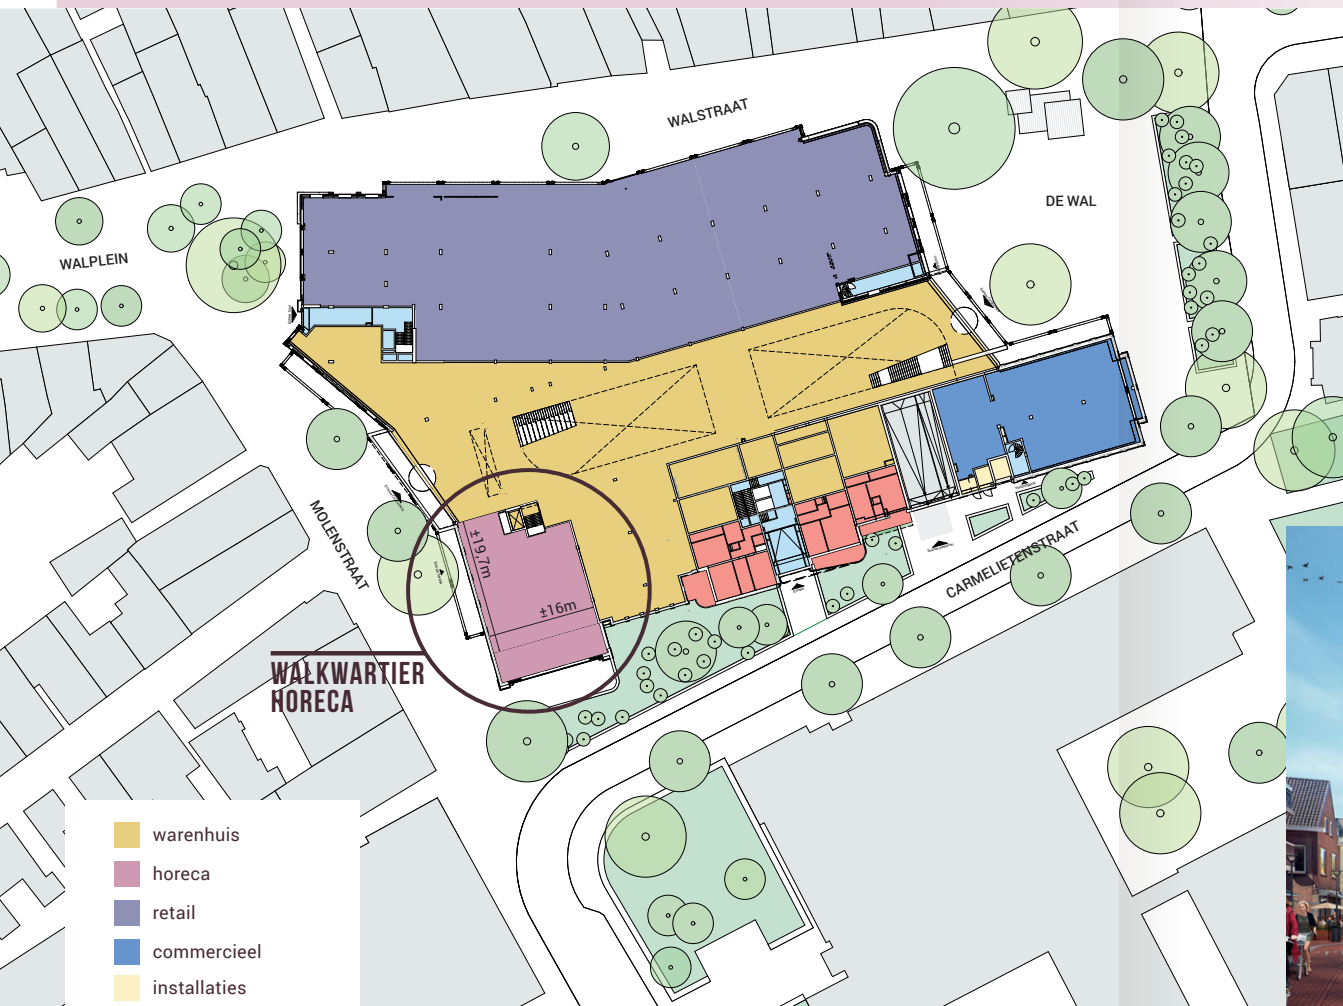 WALSTRAAT
DE WAL
WALPLEIN
MOLENSTRAAT
±19,7m
±16m
CARMELIETENSTRAAT
WALKWARTIER
HORECA
warenhuis
horeca
retail
commercieel
installaties